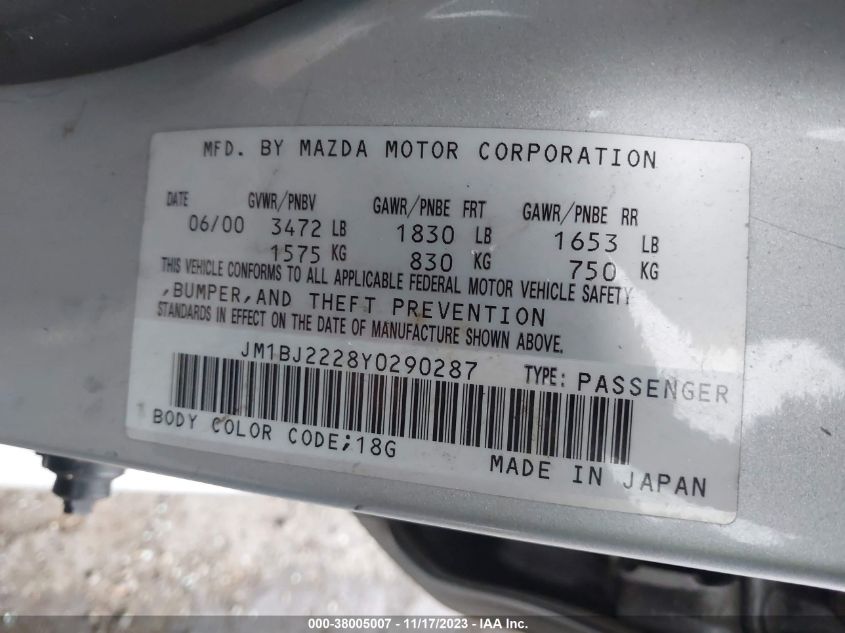 MFD. BY MAZDA MOTOR CORPORATION
DATE GVWR/PNBV GAWR/PNBE FRT GAWR/PNBE RR
06/00 3472 LB 1830 LB 1653 LB
1575 KG 830 KG 750 KG
THIS VEHICLE CONFORMS TO ALL APPLICABLE FEDERAL MOTOR VEHICLE SAFETY
,BUMPER,AND THEFT PREVENTION
STANDARDS IN EFFECT ON THE DATE OF MANUFACTURE SHOWN ABOVE.
JM1BJ2228Y0290287 TYPE: PASSENGER
BODY COLOR CODE;18G
MADE IN JAPAN
000-38005007 - 11/17/2023 - IAAI.com